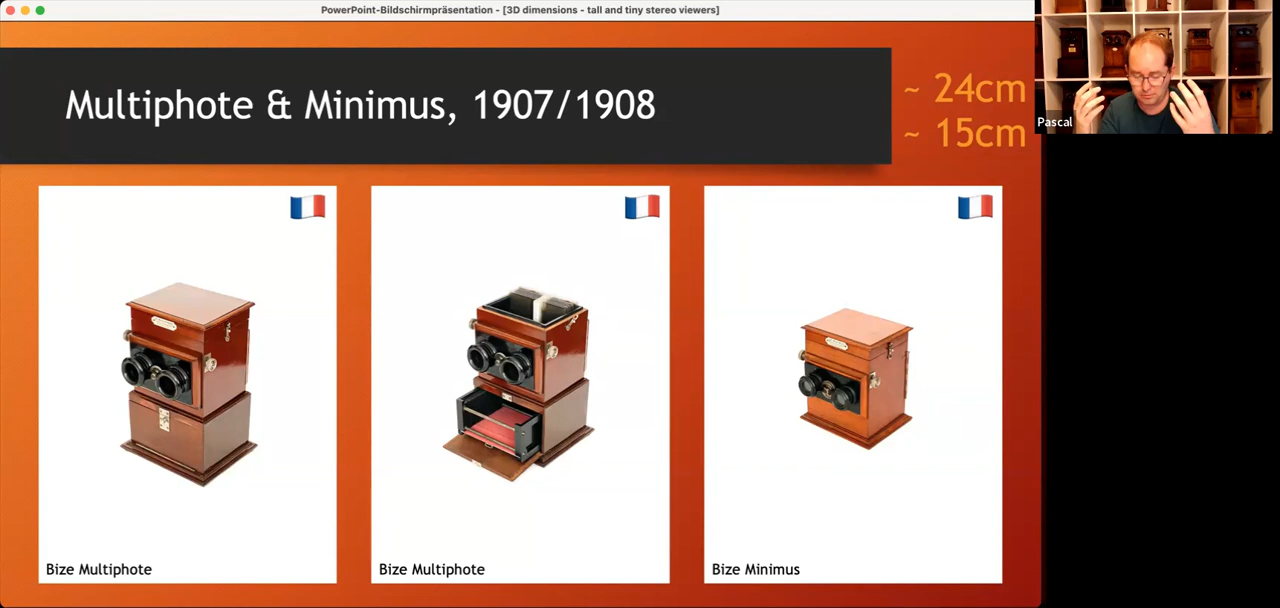 PowerPoint-Bildschirmpräsentation - [3D dimensions - tall and tiny stereo viewers]
Multiphote & Minimus, 1907/1908
~ 24cm
~ 15cm
Pascal
Bize Multiphote
Bize Multiphote
Bize Minimus